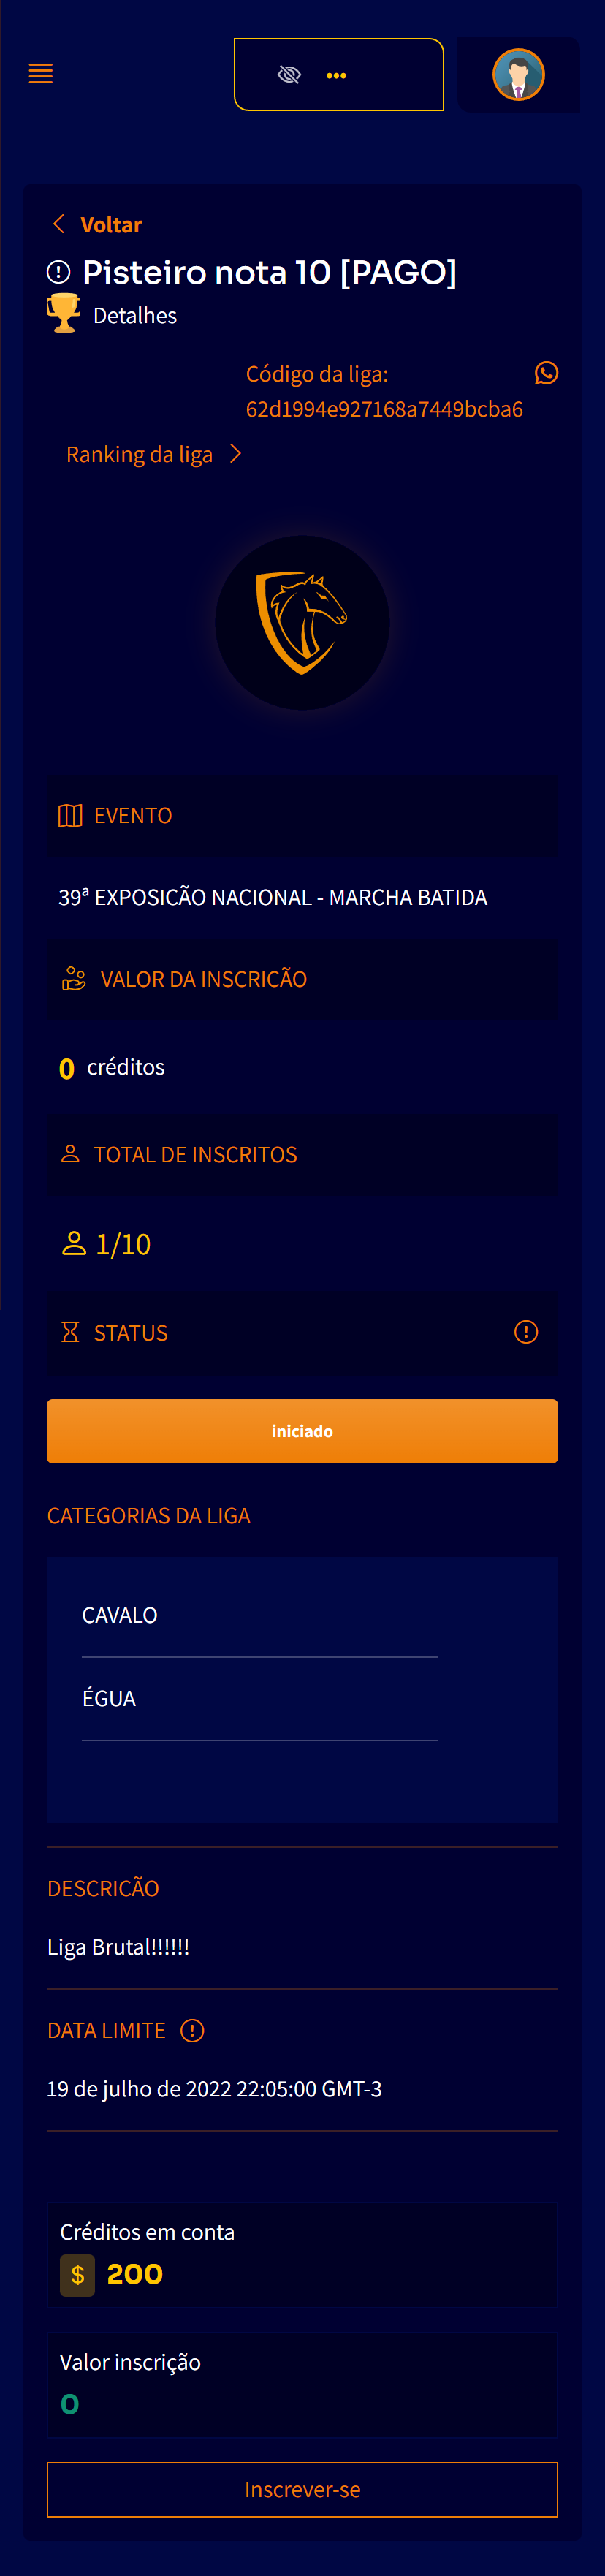 Voltar
Pisteiro nota 10 [PAGO]
Detalhes
Código da liga:
62d1994e927168a7449bcba6
Ranking da liga
EVENTO
39ª EXPOSICÃO NACIONAL - MARCHA BATIDA
VALOR DA INSCRICÃO
0 créditos
TOTAL DE INSCRITOS
1/10
STATUS
iniciado
CATEGORIAS DA LIGA
CAVALO
ÉGUA
DESCRICÃO
Liga Brutal!!!!!!
DATA LIMITE
19 de julho de 2022 22:05:00 GMT-3
Créditos em conta
$ 200
Valor inscrição
0
Inscrever-se